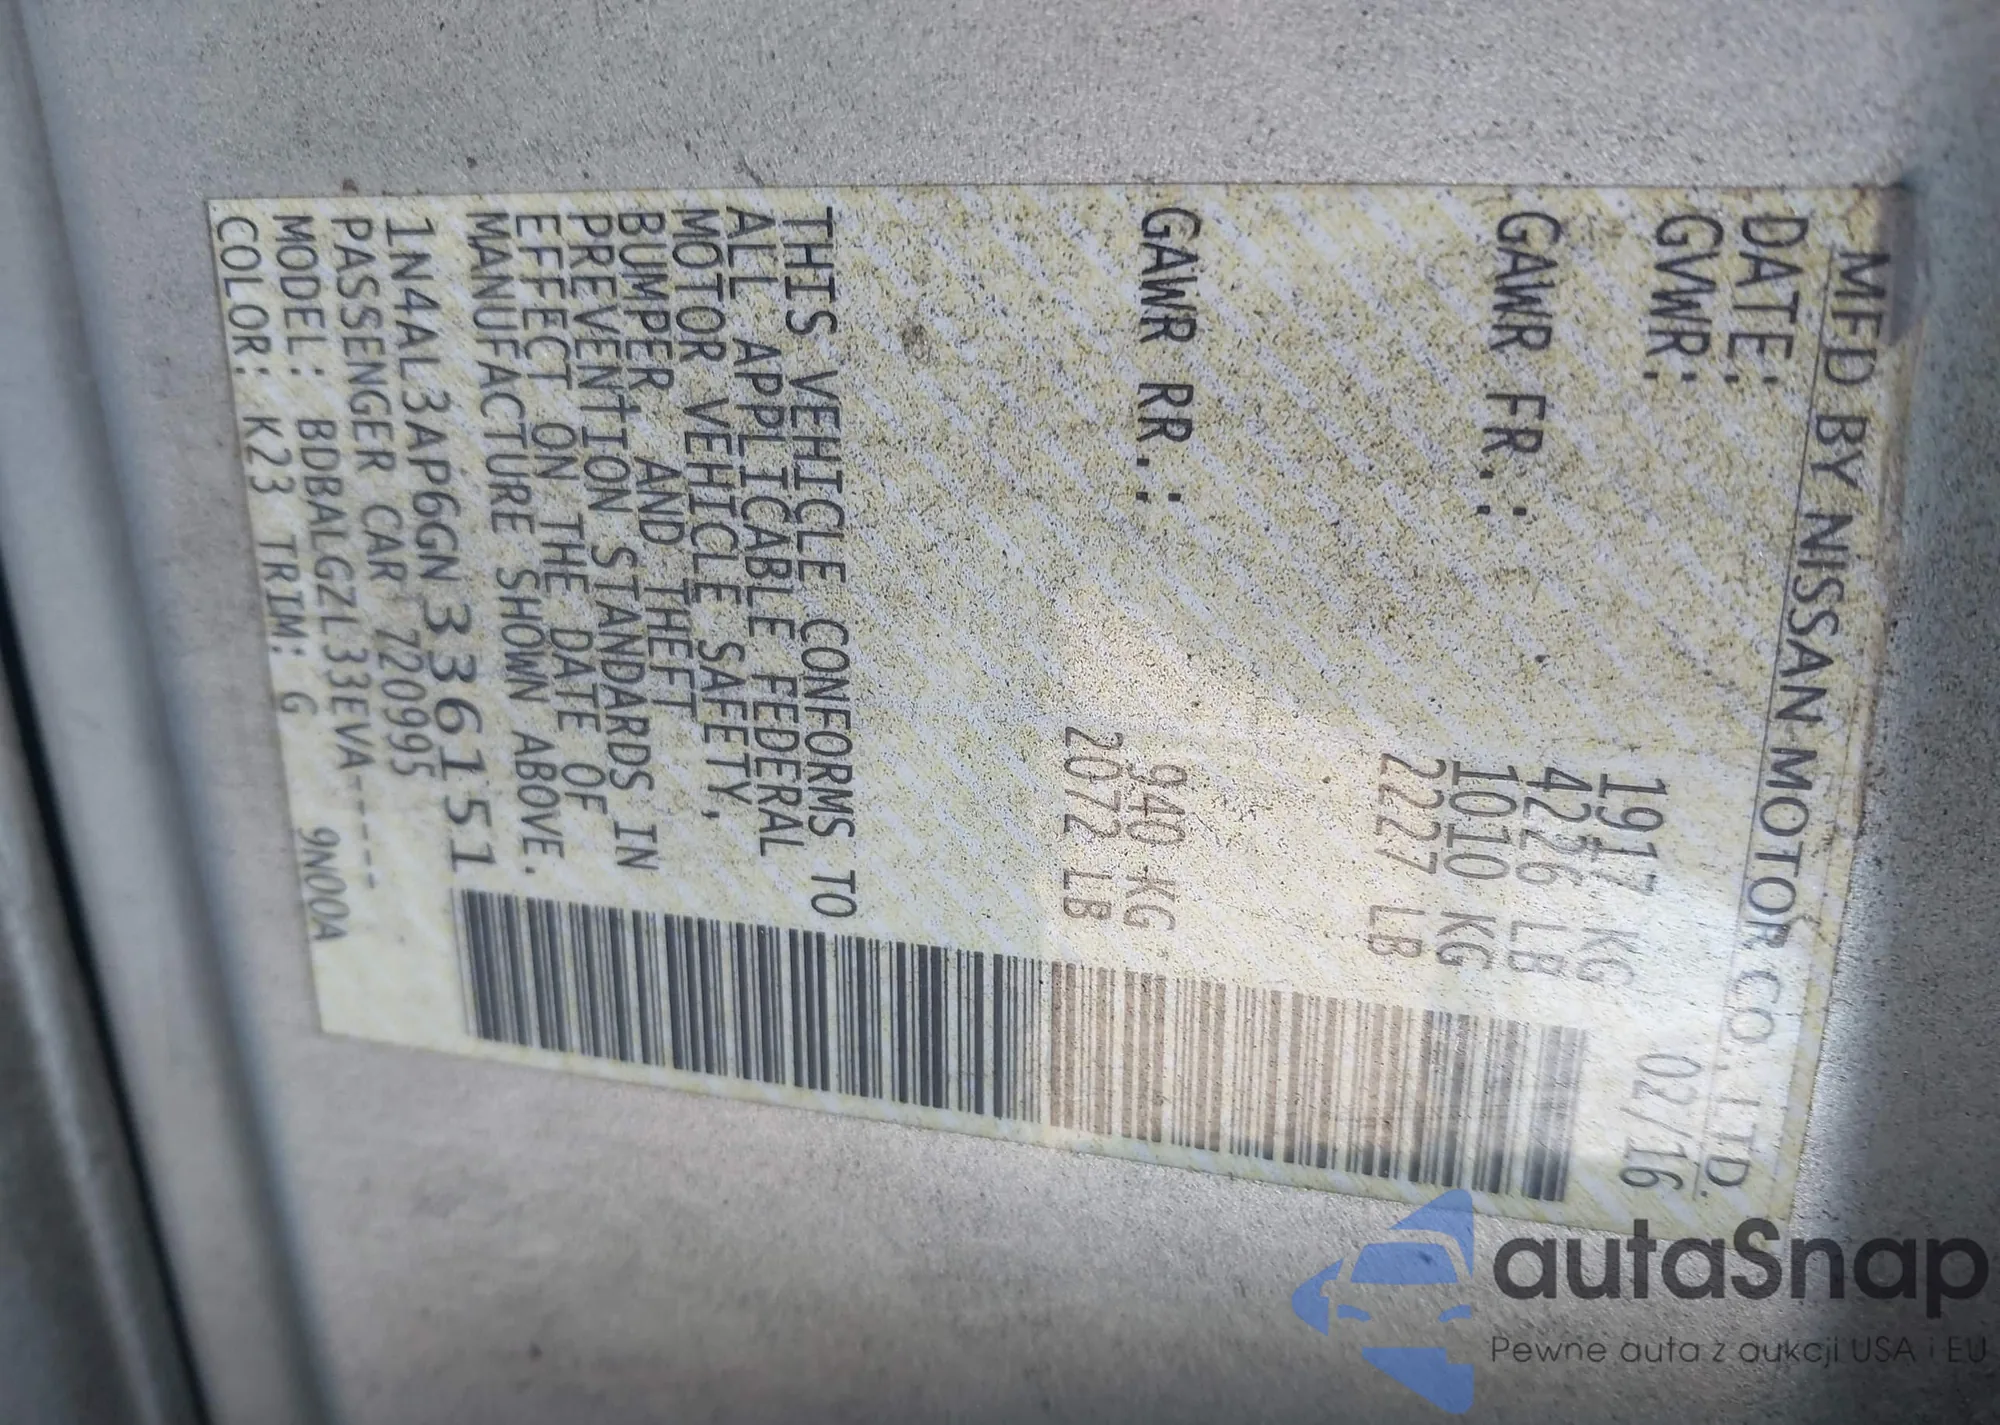 MFD BY NISSAN MOTOR CO., LTD.
DATE: 02/16
GVWR: 1917 KG
4226 LB
GAWR FR.: 1010 KG
2227 LB
GAWR RR.: 940 KG
2072 LB
THIS VEHICLE CONFORMS TO
ALL APPLICABLE FEDERAL
MOTOR VEHICLE SAFETY,
BUMPER AND THEFT
PREVENTION STANDARDS IN
EFFECT ON THE DATE OF
MANUFACTURE SHOWN ABOVE.
1N4AL3AP6GN 336151
PASSENGER CAR 720995
MODEL: BDBALGZL33EVA-----
COLOR: K23 TRIM: G 9N00A
autaSnap
Pewne auta z aukcji USA i EU